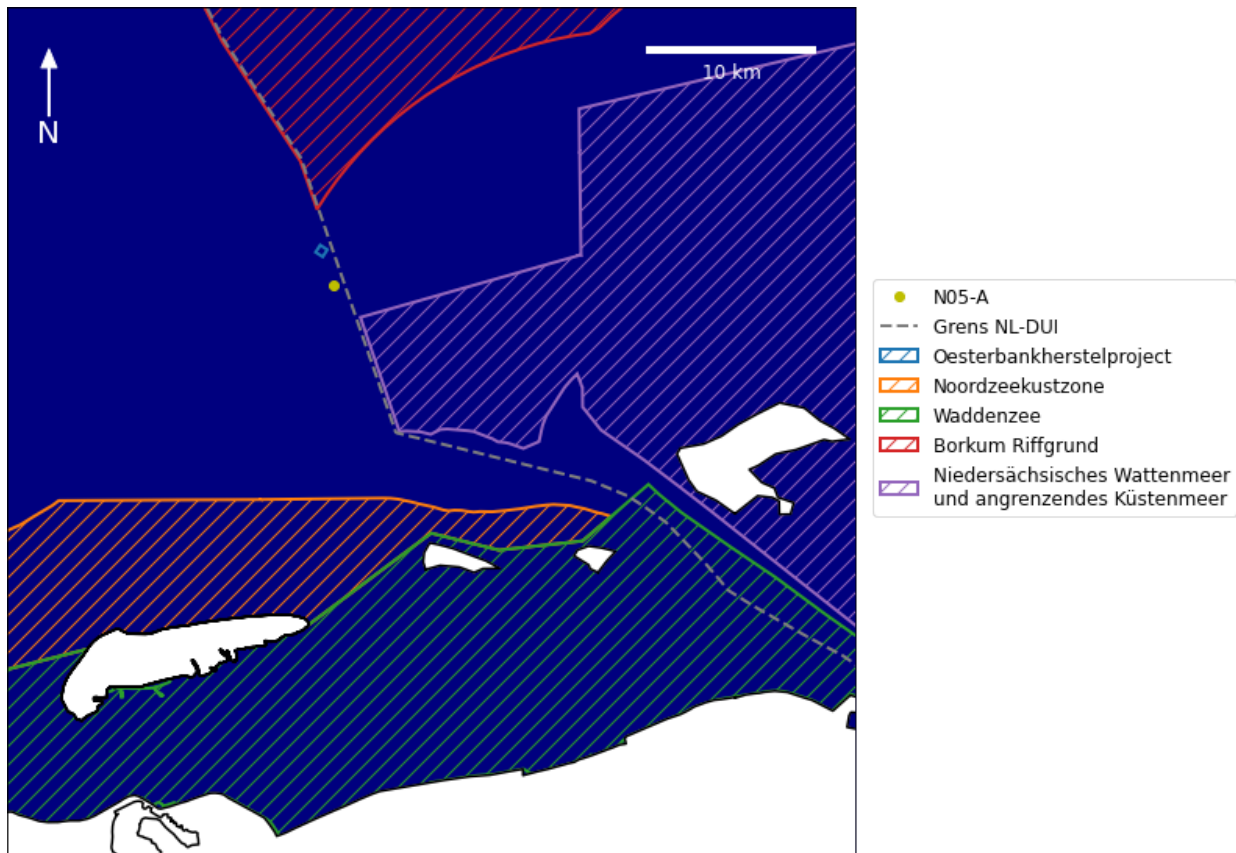 N
10 km
N05-A
Grens NL-DUI
Oesterbankherstelproject
Noordzeekustzone
Waddenzee
Borkum Riffgrund
Niedersächsisches Wattenmeer
und angrenzendes Küstenmeer